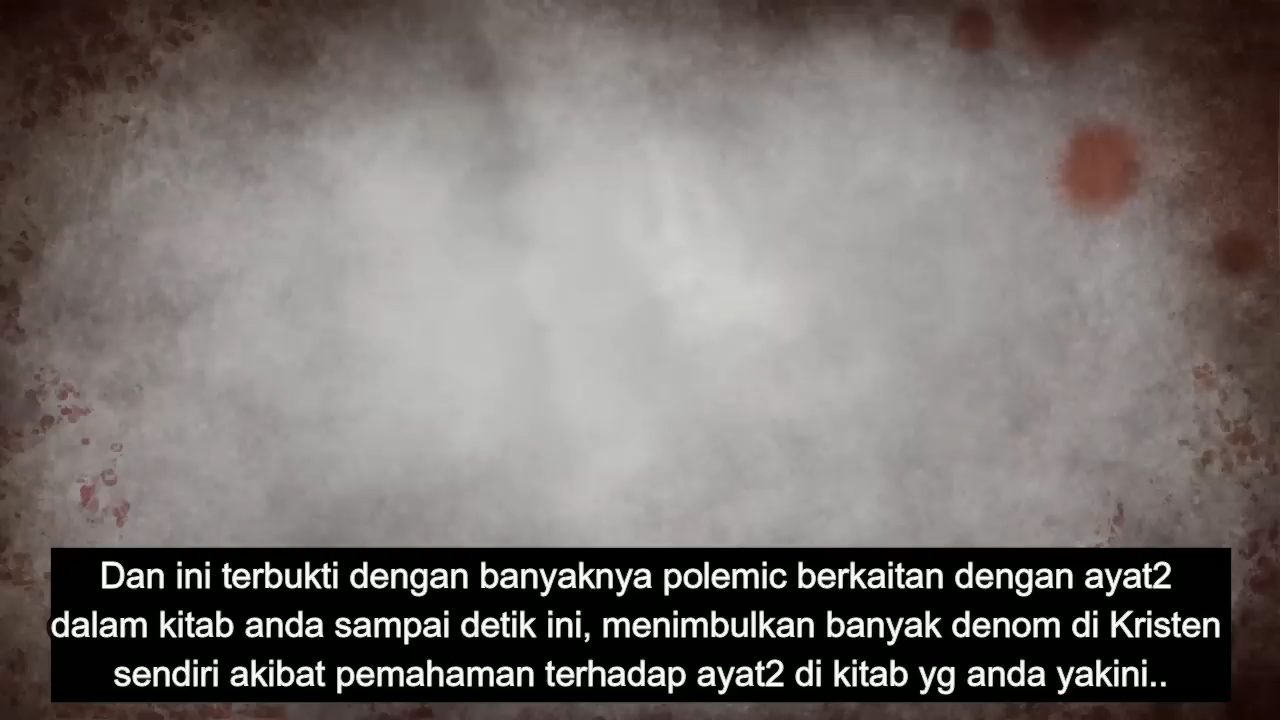 Dan ini terbukti dengan banyaknya polemic berkaitan dengan ayat2
dalam kitab anda sampai detik ini, menimbulkan banyak denom di Kristen
sendiri akibat pemahaman terhadap ayat2 di kitab yg anda yakini..